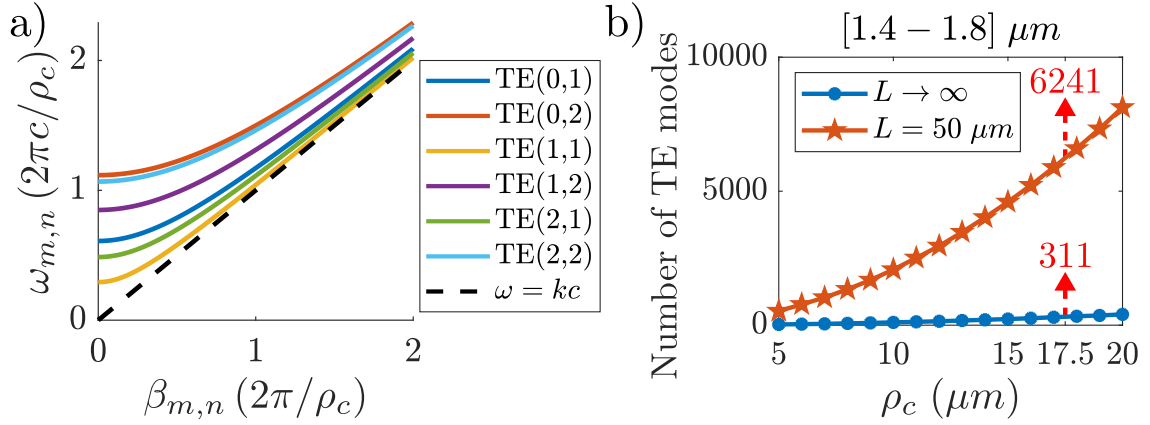 a)
ω_{m,n} (2πc/ρ_c)
2
1
0
0
1
2
β_{m,n} (2π/ρ_c)
TE(0,1)
TE(0,2)
TE(1,1)
TE(1,2)
TE(2,1)
TE(2,2)
ω = kc
b)
[1.4 − 1.8] μm
Number of TE modes
10000
5000
0
L → ∞
L = 50 μm
6241
311
5
10
15
17.5
20
ρ_c (μm)